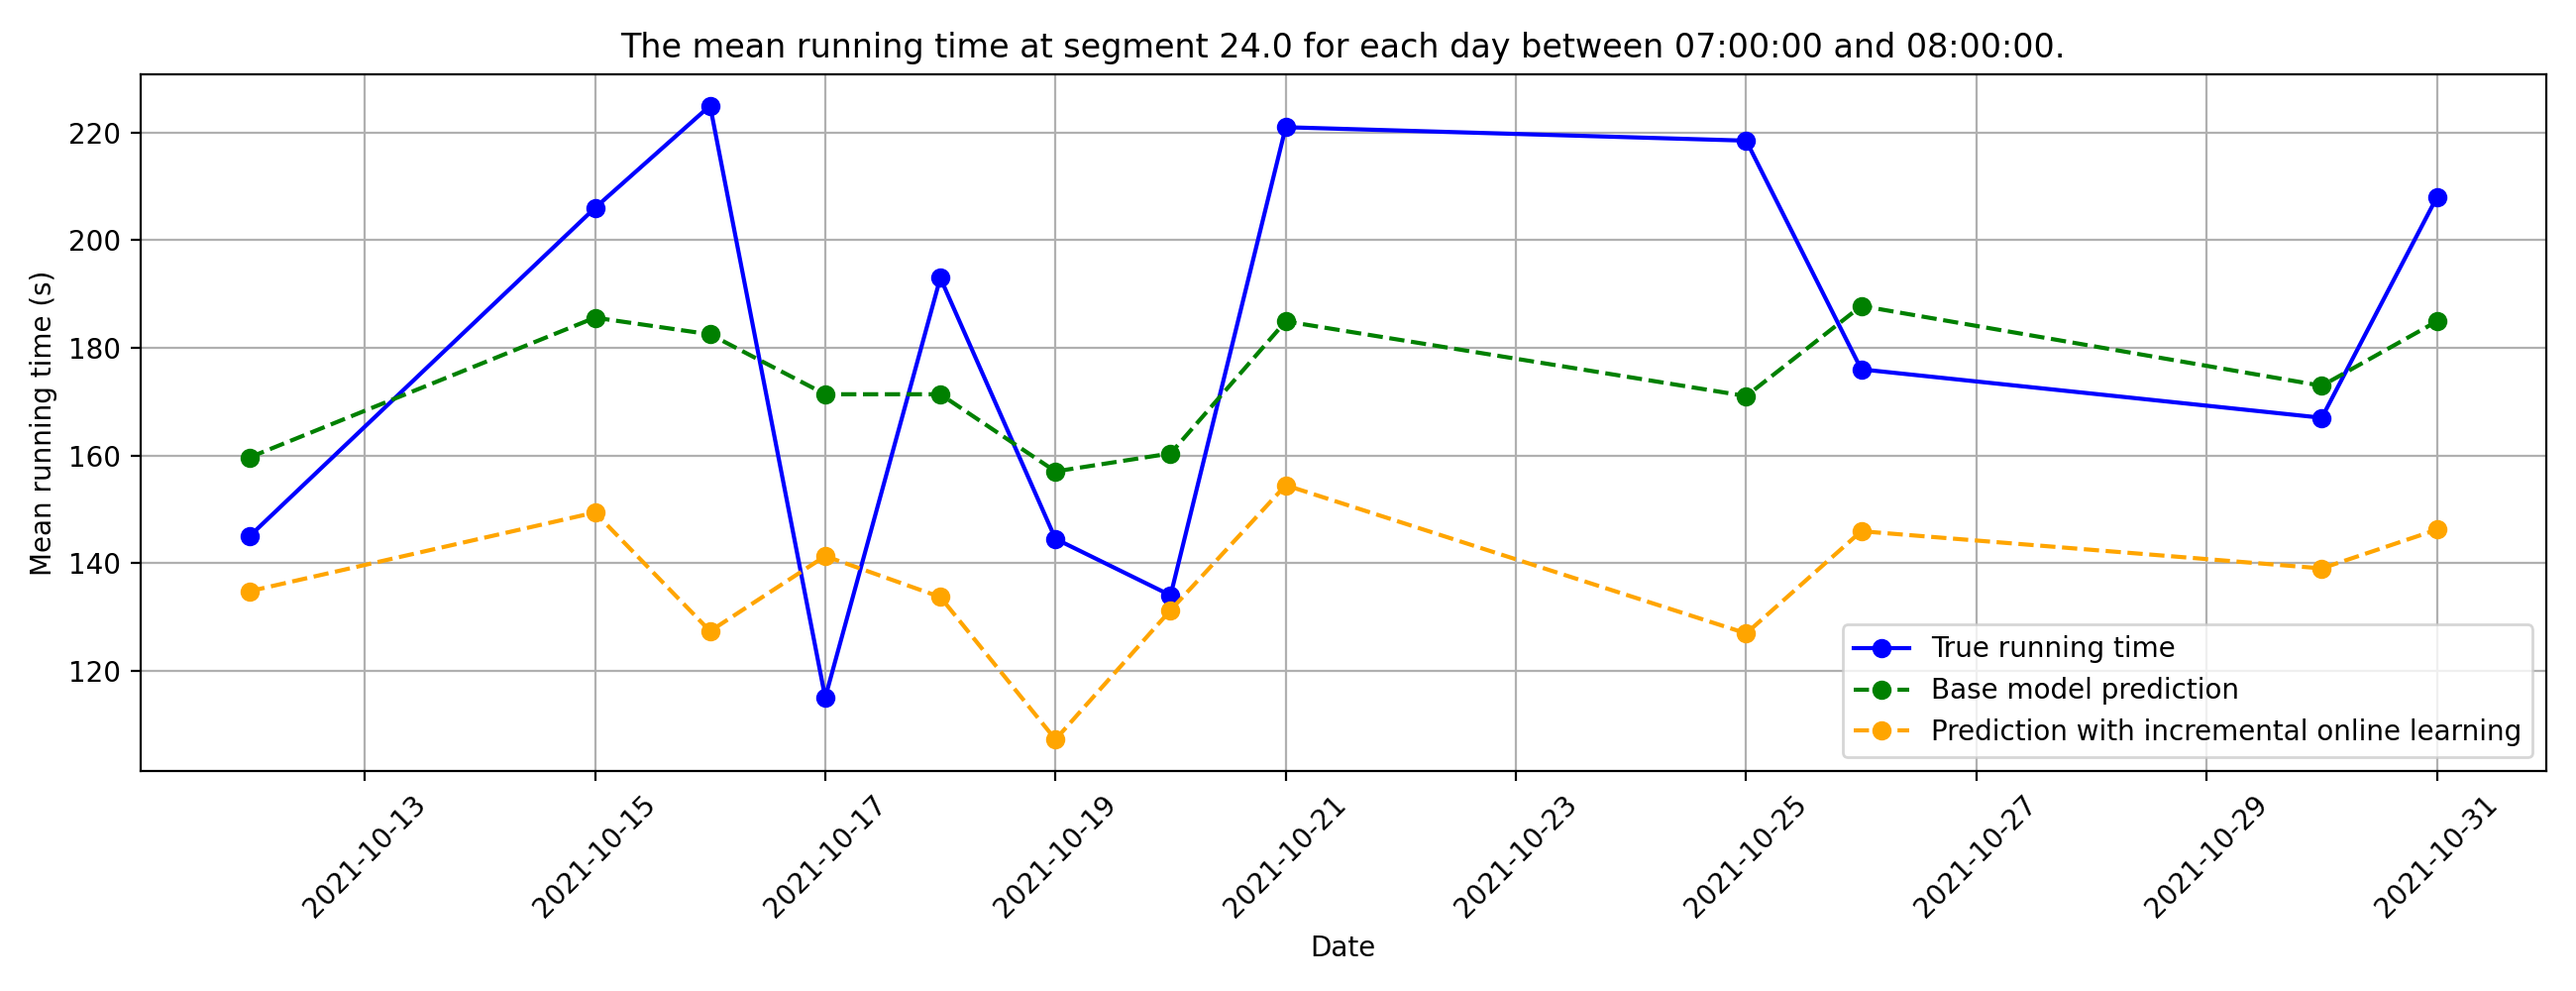 The mean running time at segment 24.0 for each day between 07:00:00 and 08:00:00.
Mean running time (s)
220
200
180
160
140
120
True running time
Base model prediction
Prediction with incremental online learning
2021-10-13
2021-10-15
2021-10-17
2021-10-19
2021-10-21
2021-10-23
2021-10-25
2021-10-27
2021-10-29
2021-10-31
Date